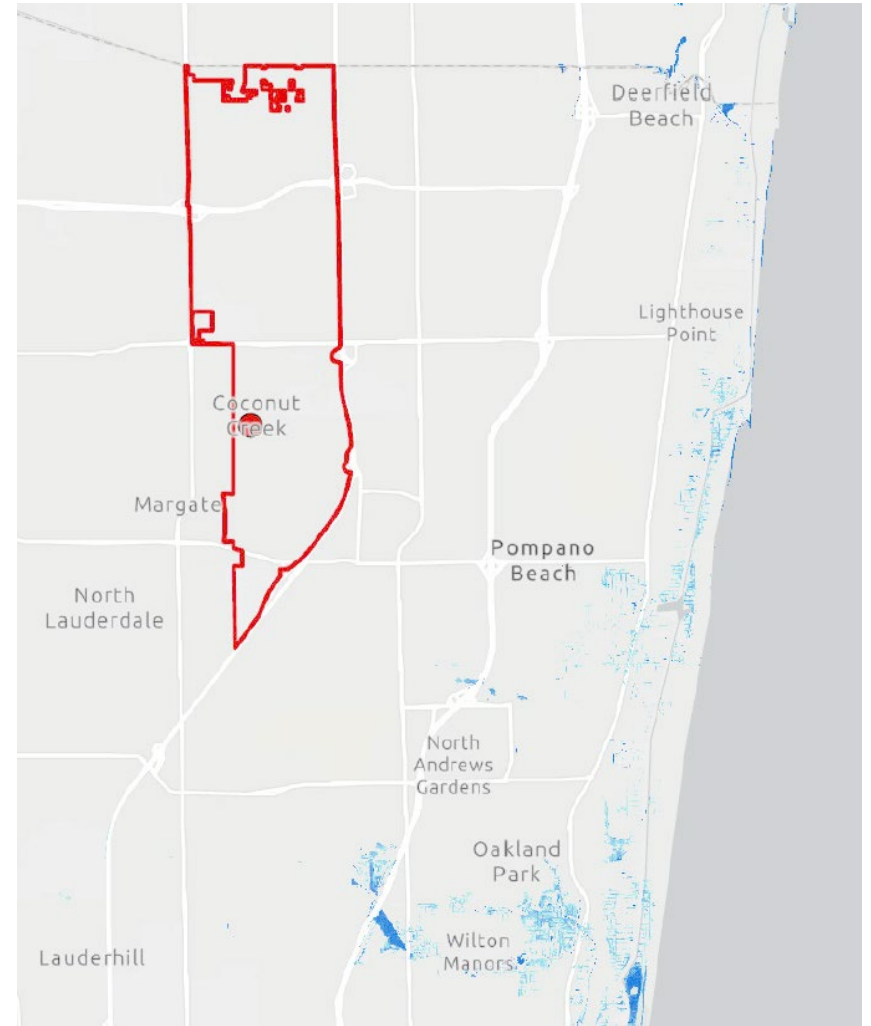 Deerfield
Beach
Lighthouse
Point
Coconut
Creek
Margate
Pompano
Beach
North
Lauderdale
North
Andrews
Gardens
Oakland
Park
Wilton
Manors
Lauderhill